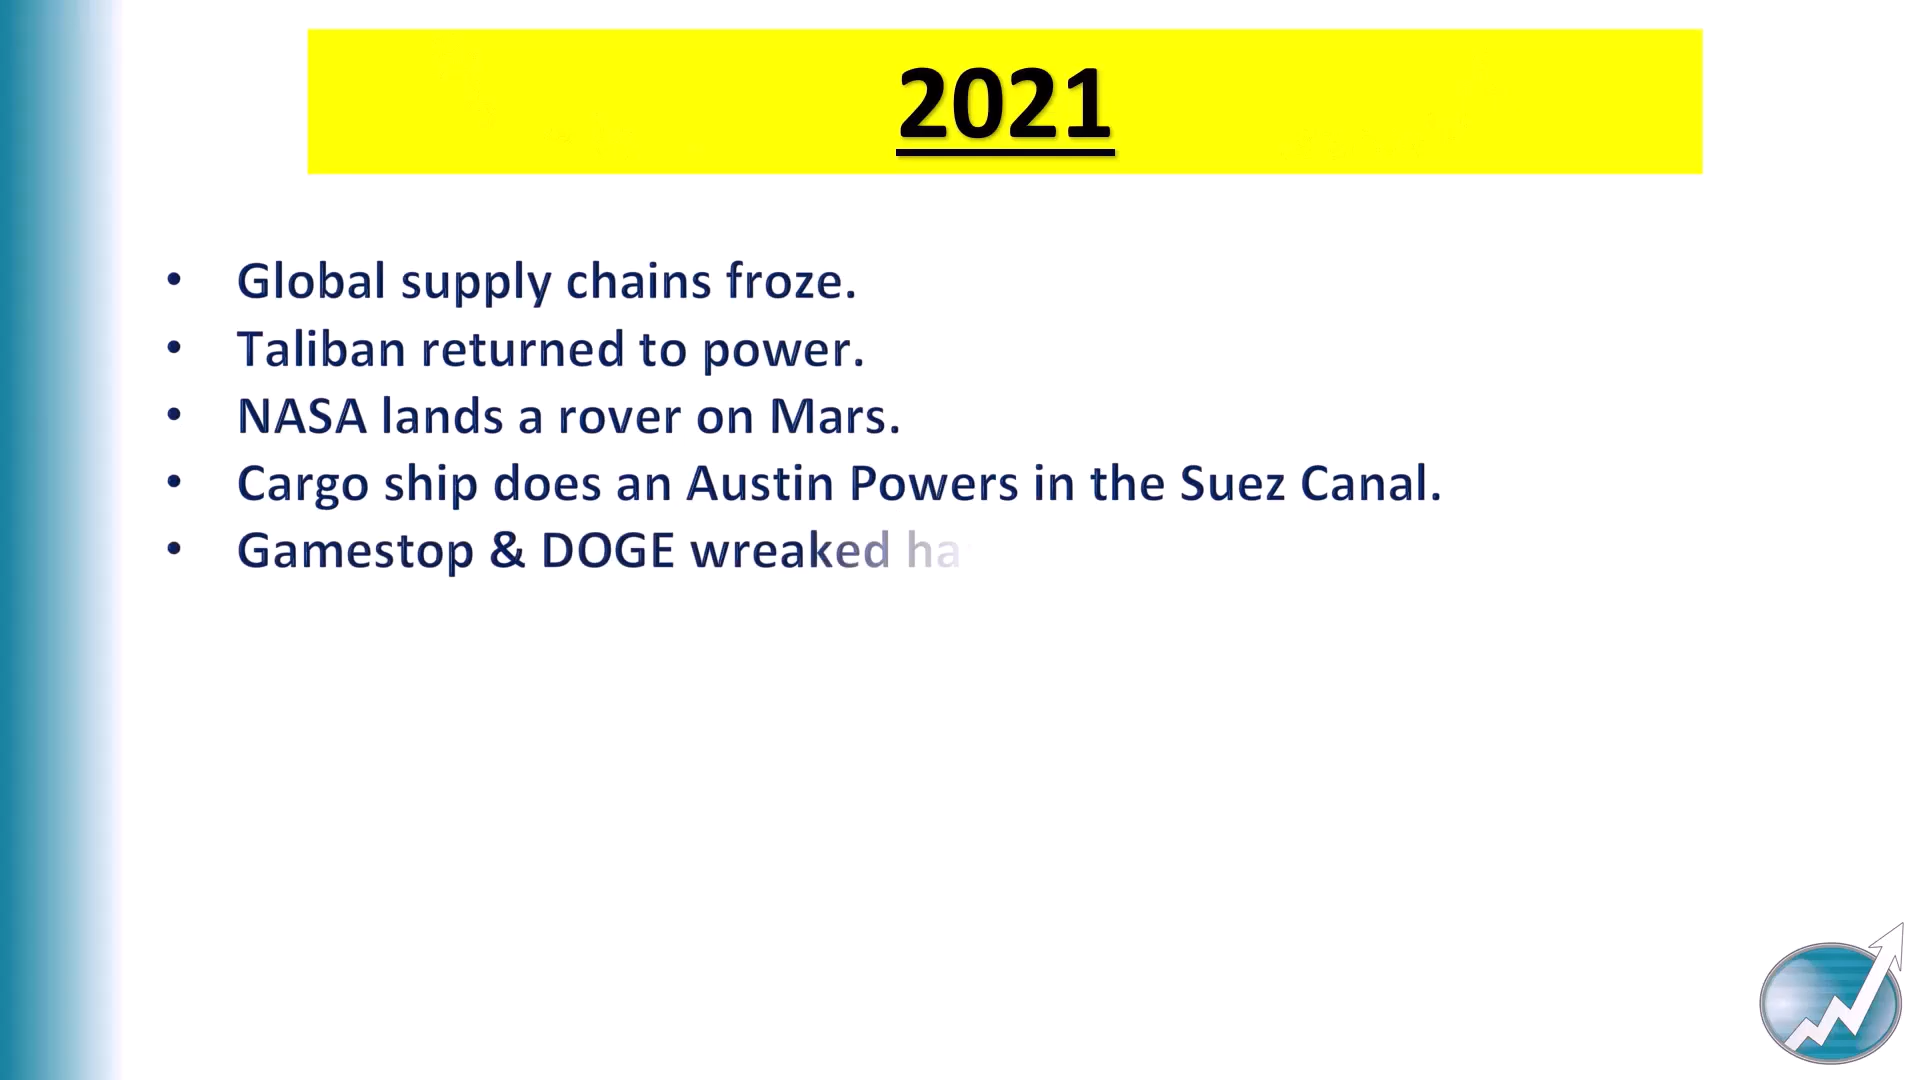 2021
• Global supply chains froze.
• Taliban returned to power.
• NASA lands a rover on Mars.
• Cargo ship does an Austin Powers in the Suez Canal.
• Gamestop & DOGE wreaked